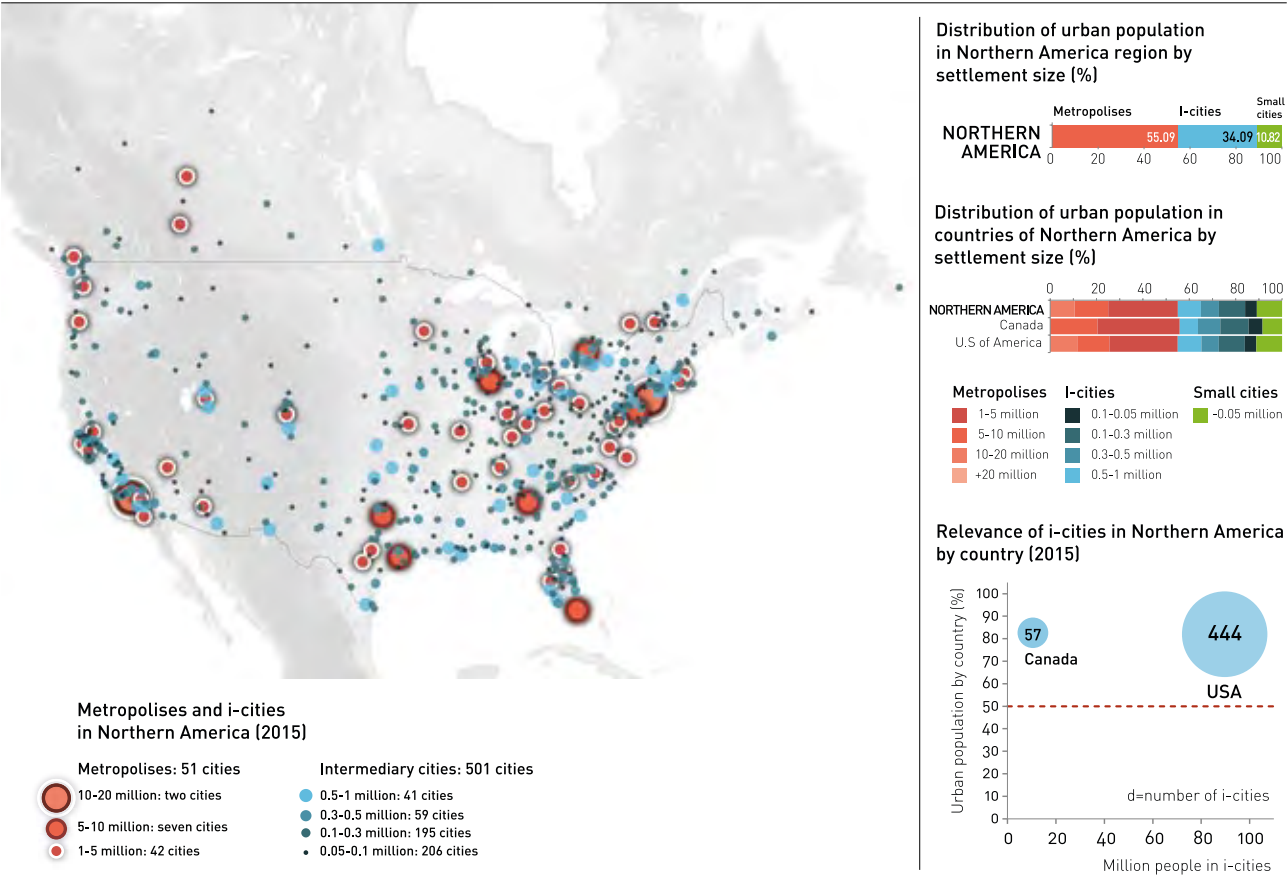 Metropolises and i-cities
in Northern America (2015)
Metropolises: 51 cities
10-20 million: two cities
5-10 million: seven cities
1-5 million: 42 cities
Intermediary cities: 501 cities
0.5-1 million: 41 cities
0.3-0.5 million: 59 cities
0.1-0.3 million: 195 cities
0.05-0.1 million: 206 cities
Distribution of urban population
in Northern America region by
settlement size (%)
Metropolises I-cities Small
cities
NORTHERN
AMERICA
55.09 34.09 10.82
0 20 40 60 80 100
Distribution of urban population in
countries of Northern America by
settlement size (%)
0 20 40 60 80 100
NORTHERN AMERICA
Canada
U.S of America
Metropolises
1-5 million
5-10 million
10-20 million
+20 million
I-cities
0.1-0.05 million
0.1-0.3 million
0.3-0.5 million
0.5-1 million
Small cities
-0.05 million
Relevance of i-cities in Northern America
by country (2015)
Urban population by country (%)
100
90
80
70
60
50
40
30
20
10
0
57
Canada
444
USA
d=number of i-cities
0 20 40 60 80 100
Million people in i-cities